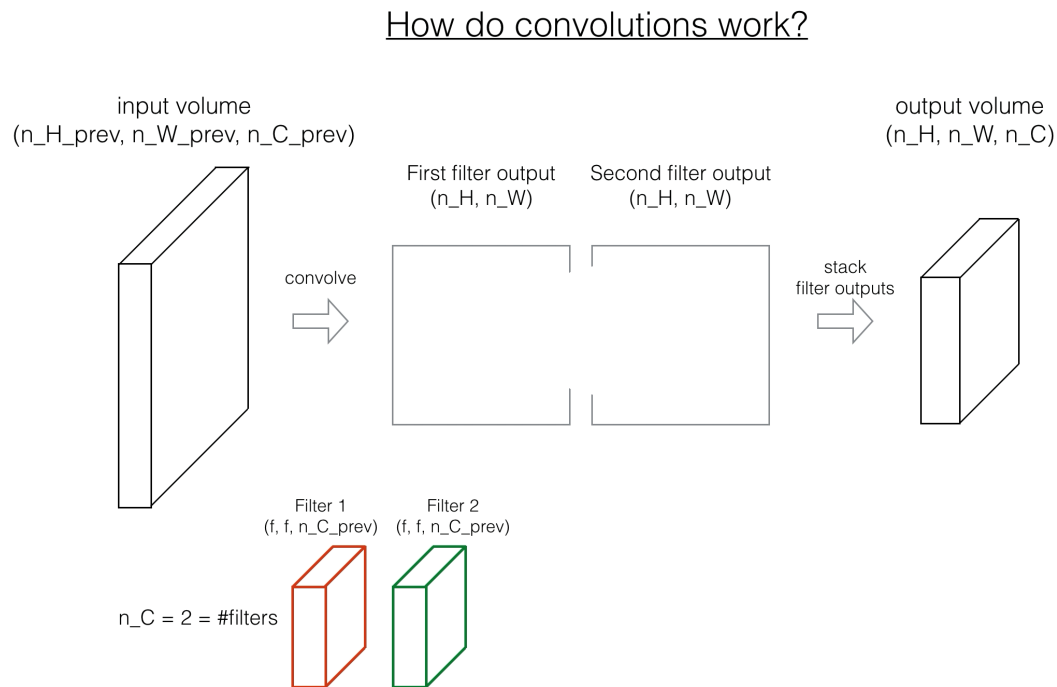 How do convolutions work?
input volume
(n_H_prev, n_W_prev, n_C_prev)
output volume
(n_H, n_W, n_C)
First filter output
(n_H, n_W)
Second filter output
(n_H, n_W)
convolve
stack
filter outputs
Filter 1
(f, f, n_C_prev)
Filter 2
(f, f, n_C_prev)
n_C = 2 = #filters